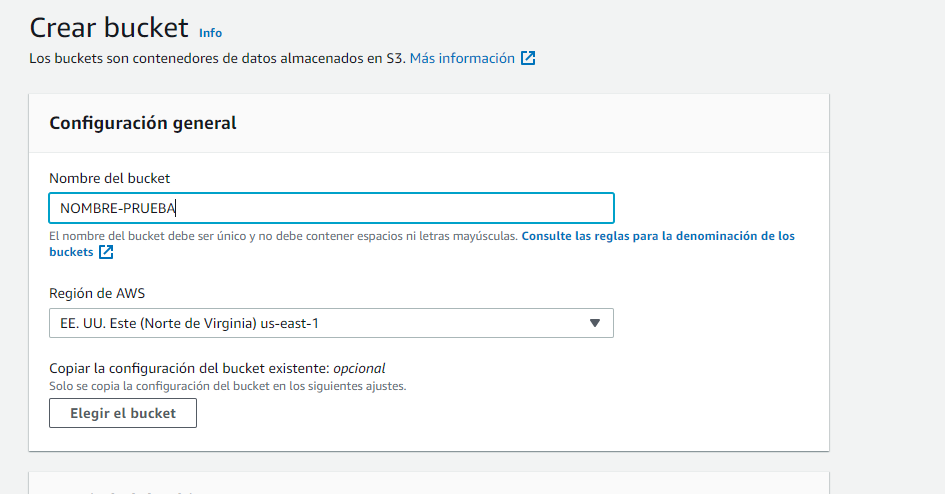 Crear bucket Info
Los buckets son contenedores de datos almacenados en S3. Más información
Configuración general
Nombre del bucket
NOMBRE-PRUEBA
El nombre del bucket debe ser único y no debe contener espacios ni letras mayúsculas. Consulte las reglas para la denominación de los
buckets
Región de AWS
EE. UU. Este (Norte de Virginia) us-east-1
Copiar la configuración del bucket existente: opcional
Solo se copia la configuración del bucket en los siguientes ajustes.
Elegir el bucket